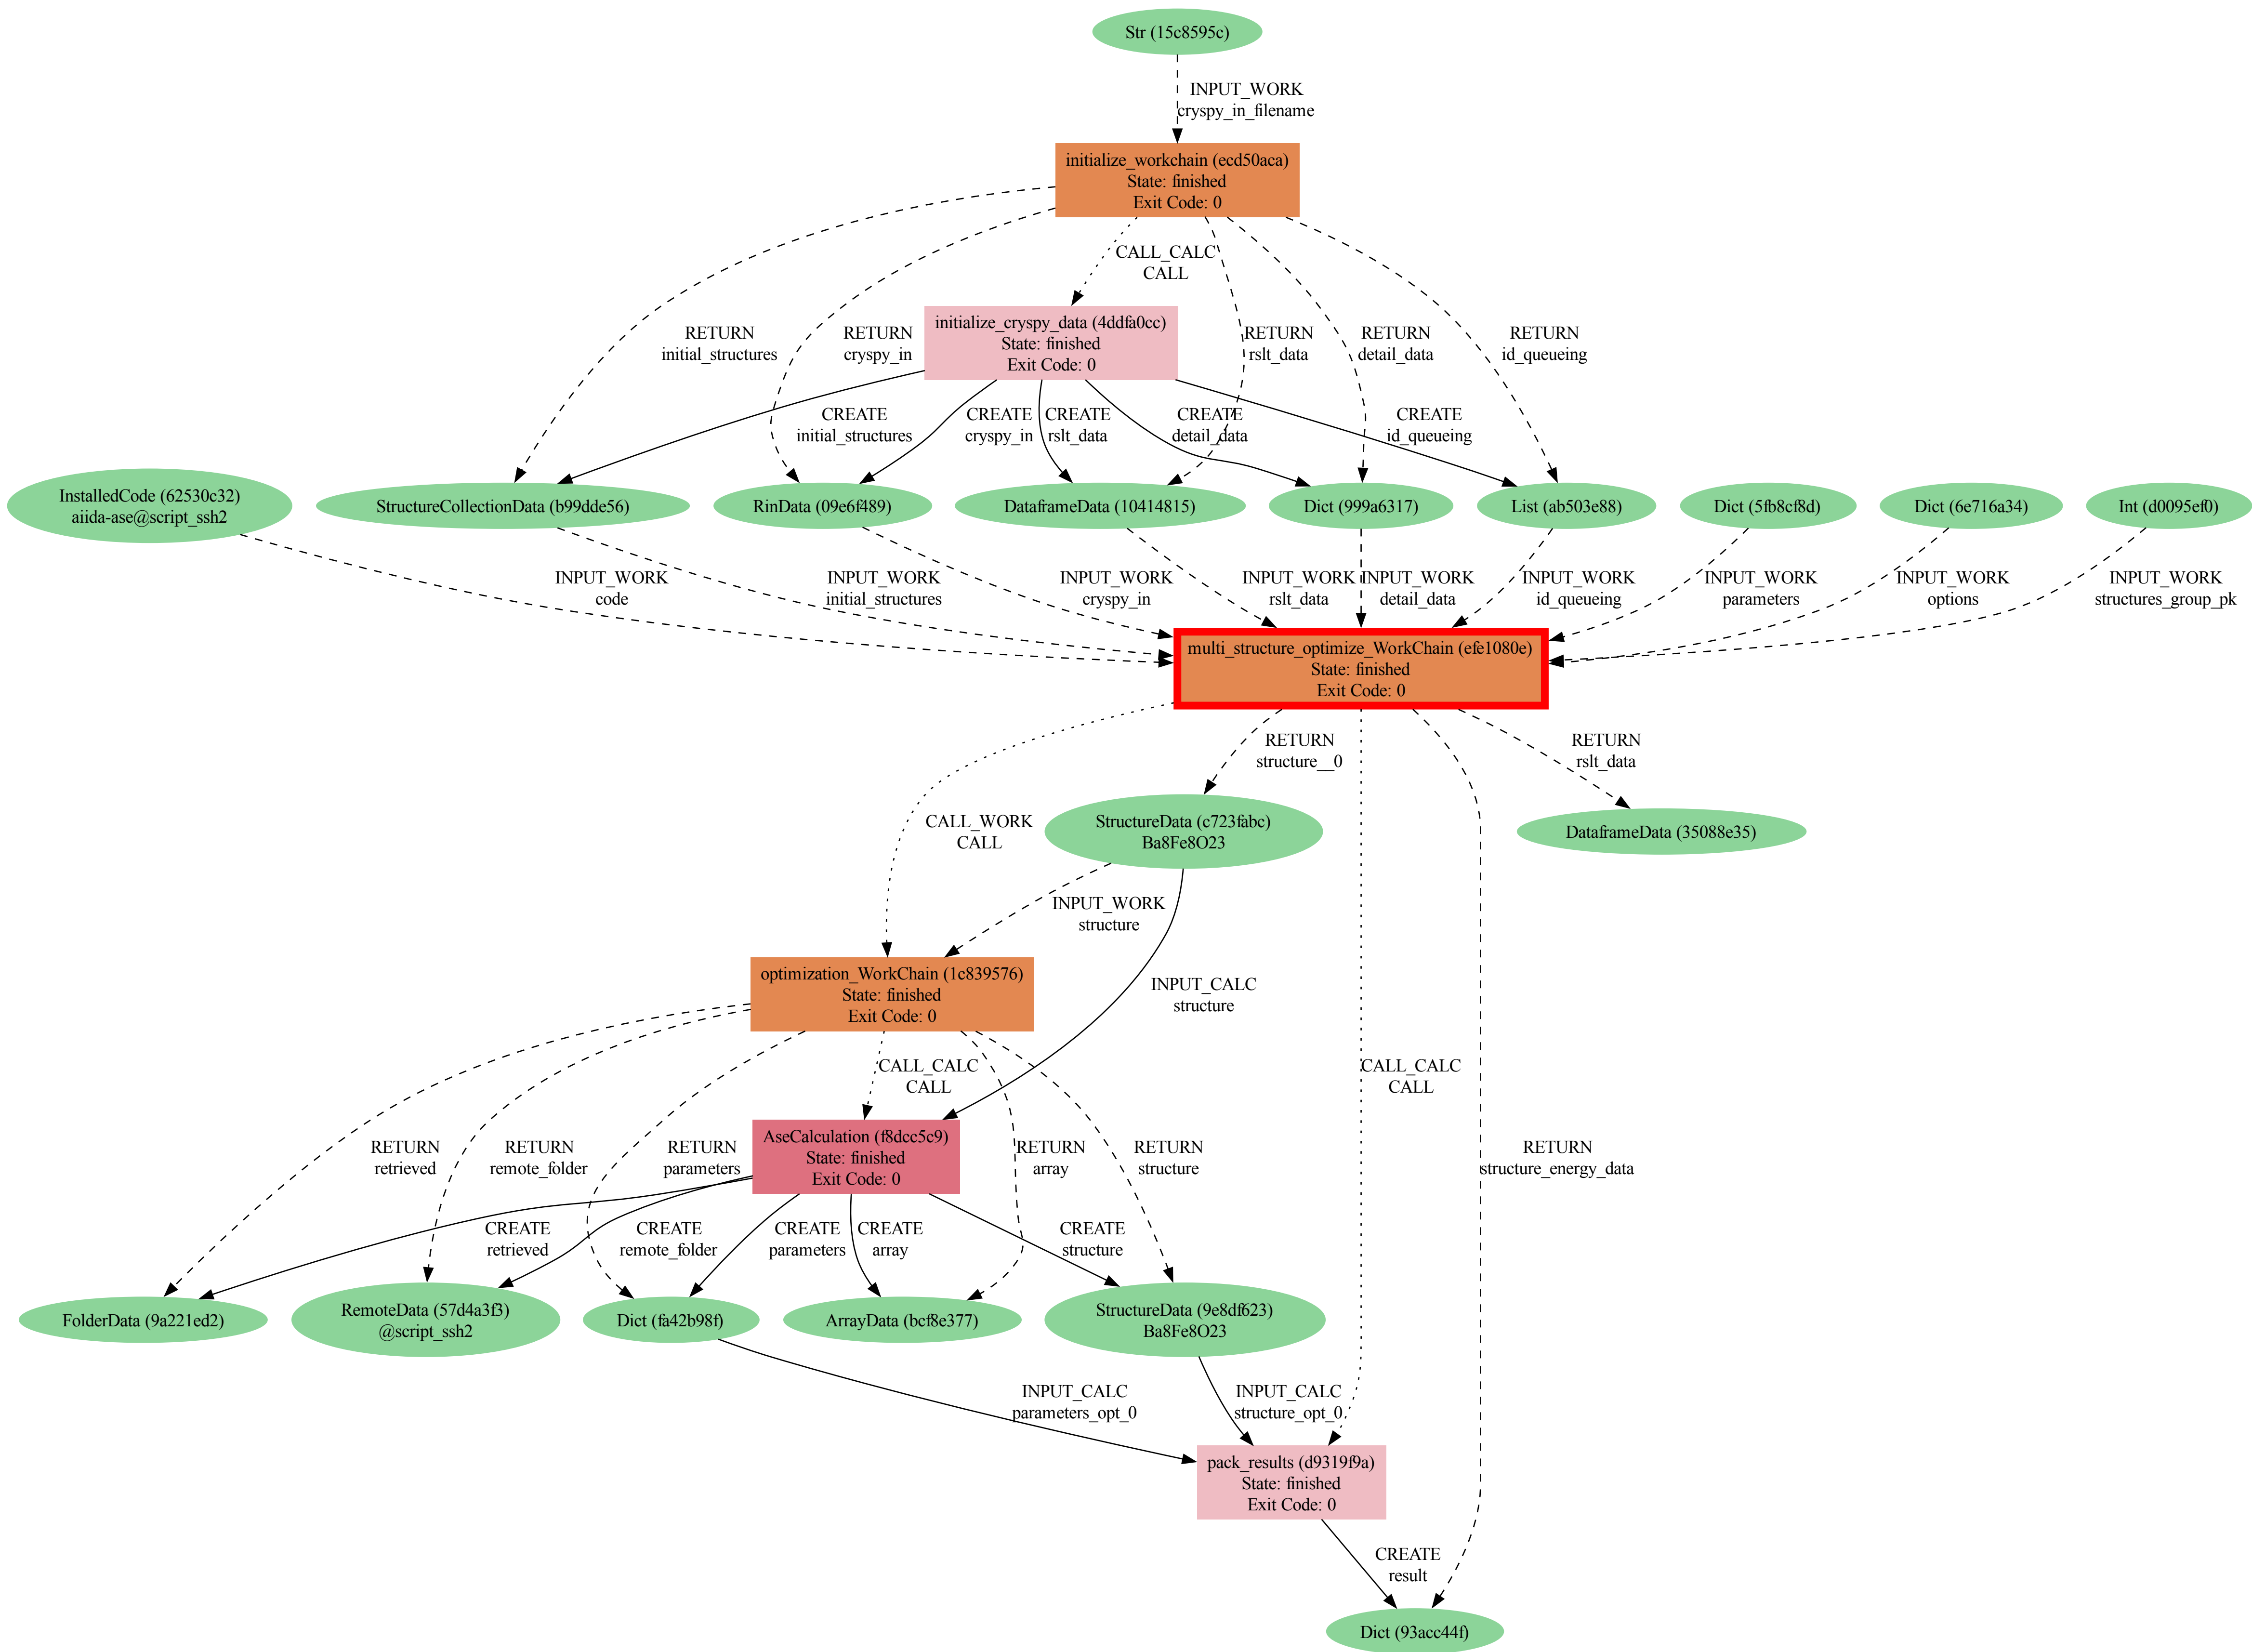 Str (15c8595c)
INPUT_WORK
cryspy_in_filename
initialize_workchain (ecd50aca)
State: finished
Exit Code: 0
CALL_CALC
CALL
RETURN
initial_structures
RETURN
cryspy_in
initialize_cryspy_data (4ddfa0cc)
State: finished
Exit Code: 0
RETURN
rslt_data
RETURN
detail_data
RETURN
id_queueing
CREATE
initial_structures
CREATE
cryspy_in
CREATE
rslt_data
CREATE
detail_data
CREATE
id_queueing
InstalledCode (62530c32)
aiida-ase@script_ssh2
StructureCollectionData (b99dde56)
RinData (09e6f489)
DataframeData (10414815)
Dict (999a6317)
List (ab503e88)
Dict (5fb8cf8d)
Dict (6e716a34)
Int (d0095ef0)
INPUT_WORK
code
INPUT_WORK
initial_structures
INPUT_WORK
cryspy_in
INPUT_WORK
rslt_data
INPUT_WORK
detail_data
INPUT_WORK
id_queueing
INPUT_WORK
parameters
INPUT_WORK
options
INPUT_WORK
structures_group_pk
multi_structure_optimize_WorkChain (efe1080e)
State: finished
Exit Code: 0
RETURN
structure__0
RETURN
rslt_data
CALL_WORK
CALL
StructureData (c723fabc)
Ba8Fe8O23
DataframeData (35088e35)
INPUT_WORK
structure
optimization_WorkChain (1c839576)
State: finished
Exit Code: 0
INPUT_CALC
structure
CALL_CALC
CALL
CALL_CALC
CALL
RETURN
retrieved
RETURN
remote_folder
RETURN
parameters
AseCalculation (f8dcc5c9)
State: finished
Exit Code: 0
RETURN
array
RETURN
structure
RETURN
structure_energy_data
CREATE
retrieved
CREATE
remote_folder
CREATE
parameters
CREATE
array
CREATE
structure
FolderData (9a221ed2)
RemoteData (57d4a3f3)
@script_ssh2
Dict (fa42b98f)
ArrayData (bcf8e377)
StructureData (9e8df623)
Ba8Fe8O23
INPUT_CALC
parameters_opt_0
INPUT_CALC
structure_opt_0
pack_results (d9319f9a)
State: finished
Exit Code: 0
CREATE
result
Dict (93acc44f)